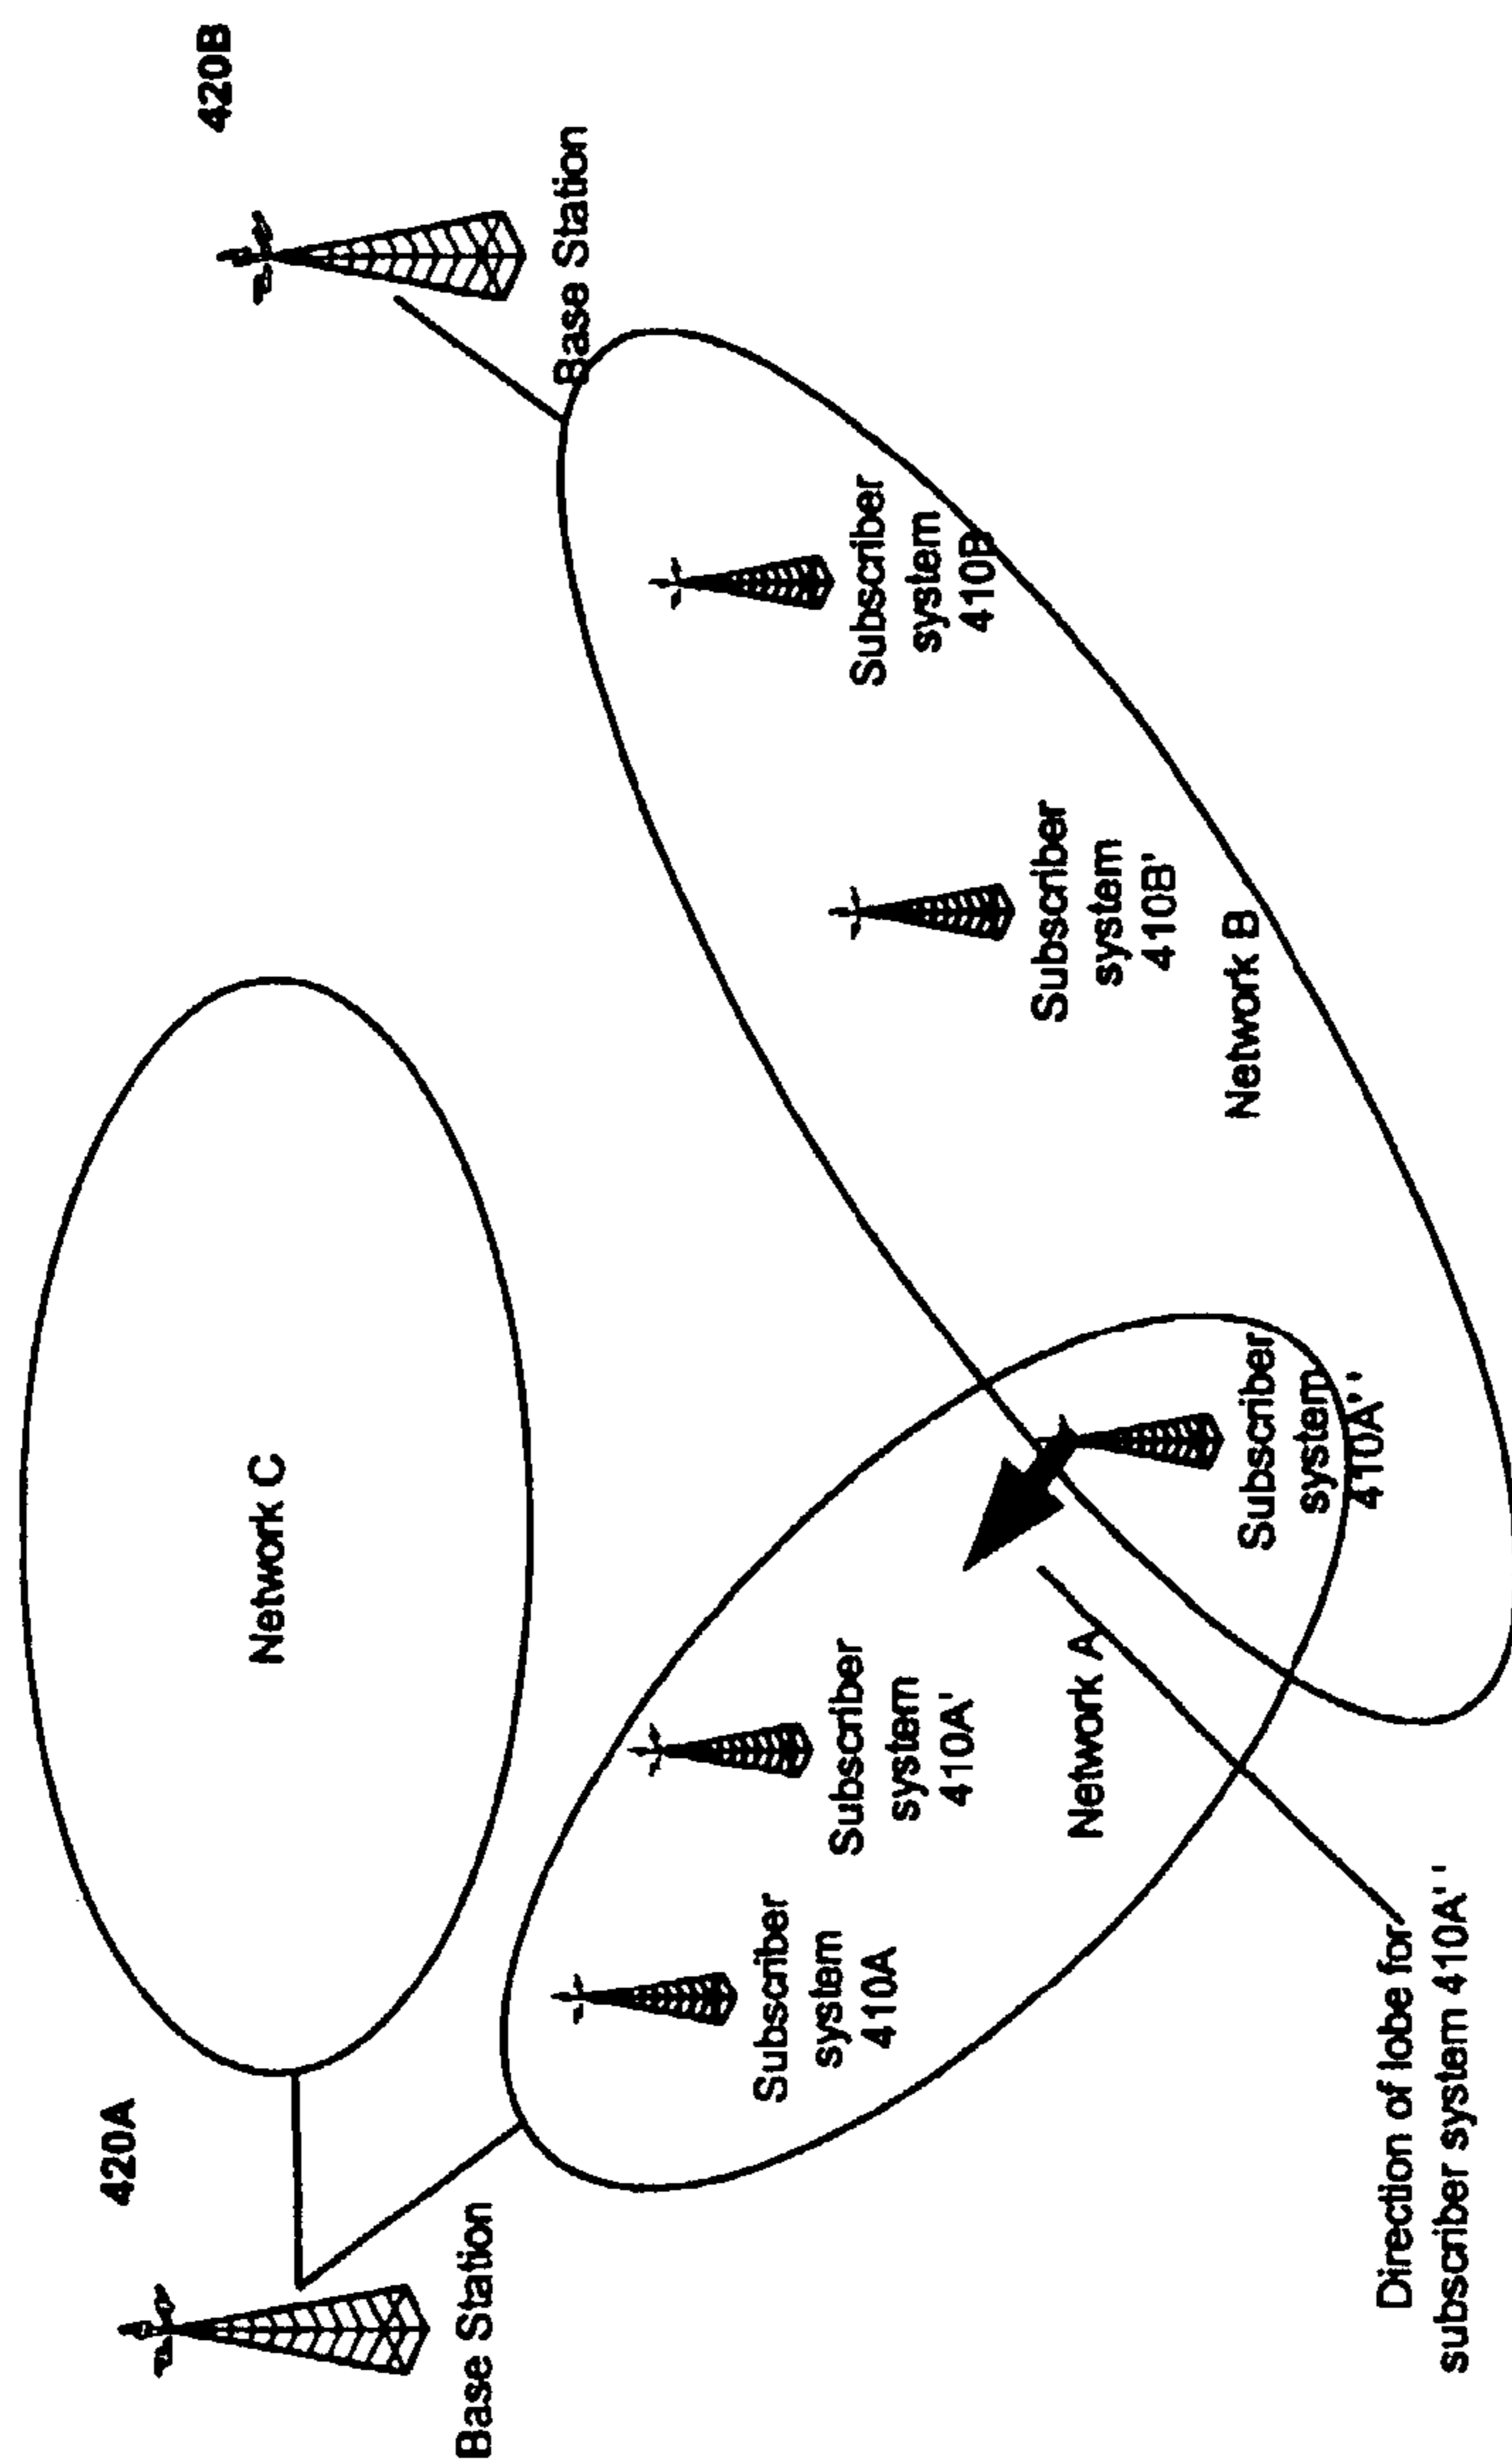 420A
Base Station
Network C
420B
Base Station
Subscriber
system
410A
Subscriber
system
410A'
Network A
Subscriber
system
410A''
Subscriber
system
410B'
Subscriber
system
410B
Network B
Direction of lobe for
subscriber system 410A''